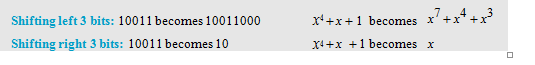 Shifting left 3 bits: 10011 becomes 10011000 x⁴+x+1 becomes x⁷+x⁴+x³
Shifting right 3 bits: 10011 becomes 10 x⁴+x +1 becomes x